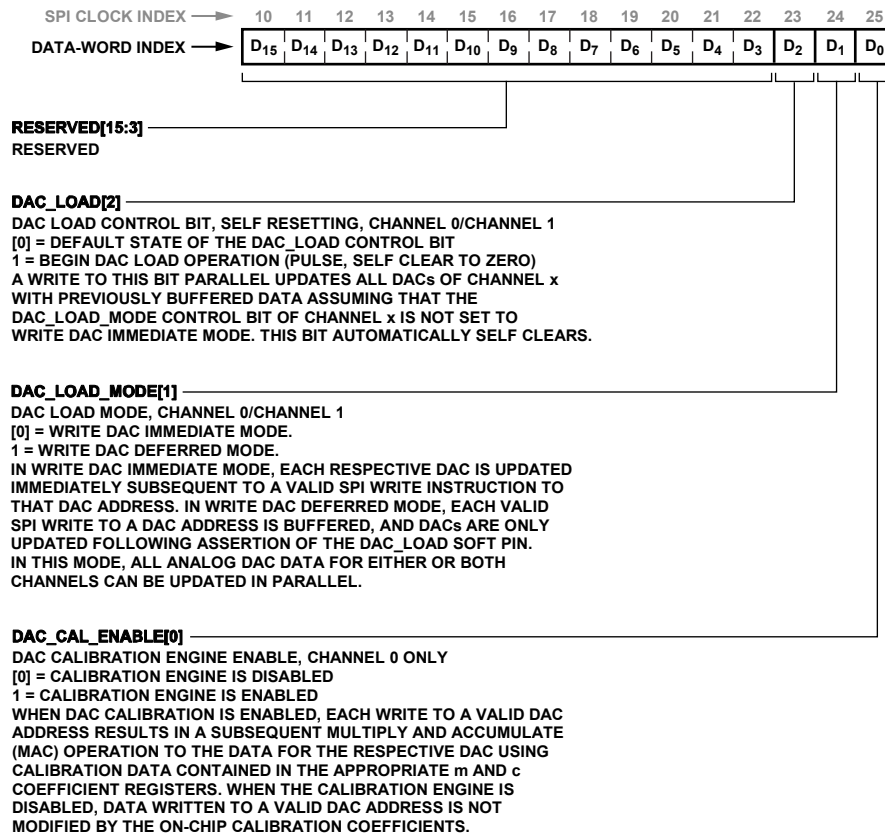 SPI CLOCK INDEX 10 11 12 13 14 15 16 17 18 19 20 21 22 23 24 25
DATA-WORD INDEX D15 D14 D13 D12 D11 D10 D9 D8 D7 D6 D5 D4 D3 D2 D1 D0
RESERVED[15:3]
RESERVED
DAC_LOAD[2]
DAC LOAD CONTROL BIT, SELF RESETTING, CHANNEL 0/CHANNEL 1
[0] = DEFAULT STATE OF THE DAC_LOAD CONTROL BIT
1 = BEGIN DAC LOAD OPERATION (PULSE, SELF CLEAR TO ZERO)
A WRITE TO THIS BIT PARALLEL UPDATES ALL DACs OF CHANNEL x
WITH PREVIOUSLY BUFFERED DATA ASSUMING THAT THE
DAC_LOAD_MODE CONTROL BIT OF CHANNEL x IS NOT SET TO
WRITE DAC IMMEDIATE MODE. THIS BIT AUTOMATICALLY SELF CLEARS.
DAC_LOAD_MODE[1]
DAC LOAD MODE, CHANNEL 0/CHANNEL 1
[0] = WRITE DAC IMMEDIATE MODE.
1 = WRITE DAC DEFERRED MODE.
IN WRITE DAC IMMEDIATE MODE, EACH RESPECTIVE DAC IS UPDATED
IMMEDIATELY SUBSEQUENT TO A VALID SPI WRITE INSTRUCTION TO
THAT DAC ADDRESS. IN WRITE DAC DEFERRED MODE, EACH VALID
SPI WRITE TO A DAC ADDRESS IS BUFFERED, AND DACs ARE ONLY
UPDATED FOLLOWING ASSERTION OF THE DAC_LOAD SOFT PIN.
IN THIS MODE, ALL ANALOG DAC DATA FOR EITHER OR BOTH
CHANNELS CAN BE UPDATED IN PARALLEL.
DAC_CAL_ENABLE[0]
DAC CALIBRATION ENGINE ENABLE, CHANNEL 0 ONLY
[0] = CALIBRATION ENGINE IS DISABLED
1 = CALIBRATION ENGINE IS ENABLED
WHEN DAC CALIBRATION IS ENABLED, EACH WRITE TO A VALID DAC
ADDRESS RESULTS IN A SUBSEQUENT MULTIPLY AND ACCUMULATE
(MAC) OPERATION TO THE DATA FOR THE RESPECTIVE DAC USING
CALIBRATION DATA CONTAINED IN THE APPROPRIATE m AND c
COEFFICIENT REGISTERS. WHEN THE CALIBRATION ENGINE IS
DISABLED, DATA WRITTEN TO A VALID DAC ADDRESS IS NOT
MODIFIED BY THE ON-CHIP CALIBRATION COEFFICIENTS.